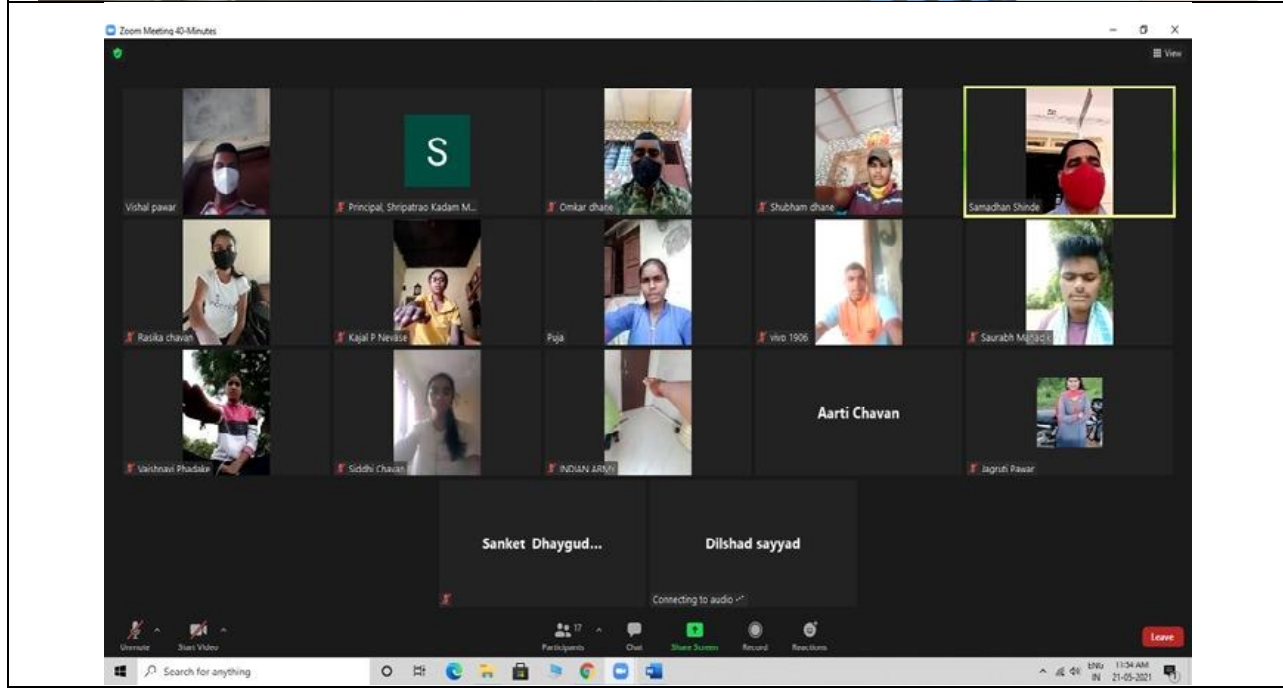 Zoom Meeting 40-Minutes
View
Vishal pawar
S
Principal, Shripatrao Kadam M...
Omkar dhane
Shubham dhane
Samadhan Shinde
Rasika chavan
Kajal P Nevase
Puja
vivo 1906
Saurabh Mahadik
Vaishnavi Phadake
Siddhi Chavan
INDIAN ARMY
Aarti Chavan
Jagruti Pawar
Sanket Dhaygud...
Dilshad sayyad
Connecting to audio
Unmute
Start Video
17
Participants
Chat
Share Screen
Record
Reactions
Leave
Search for anything
ENG
IN
11:54 AM
21-05-2021